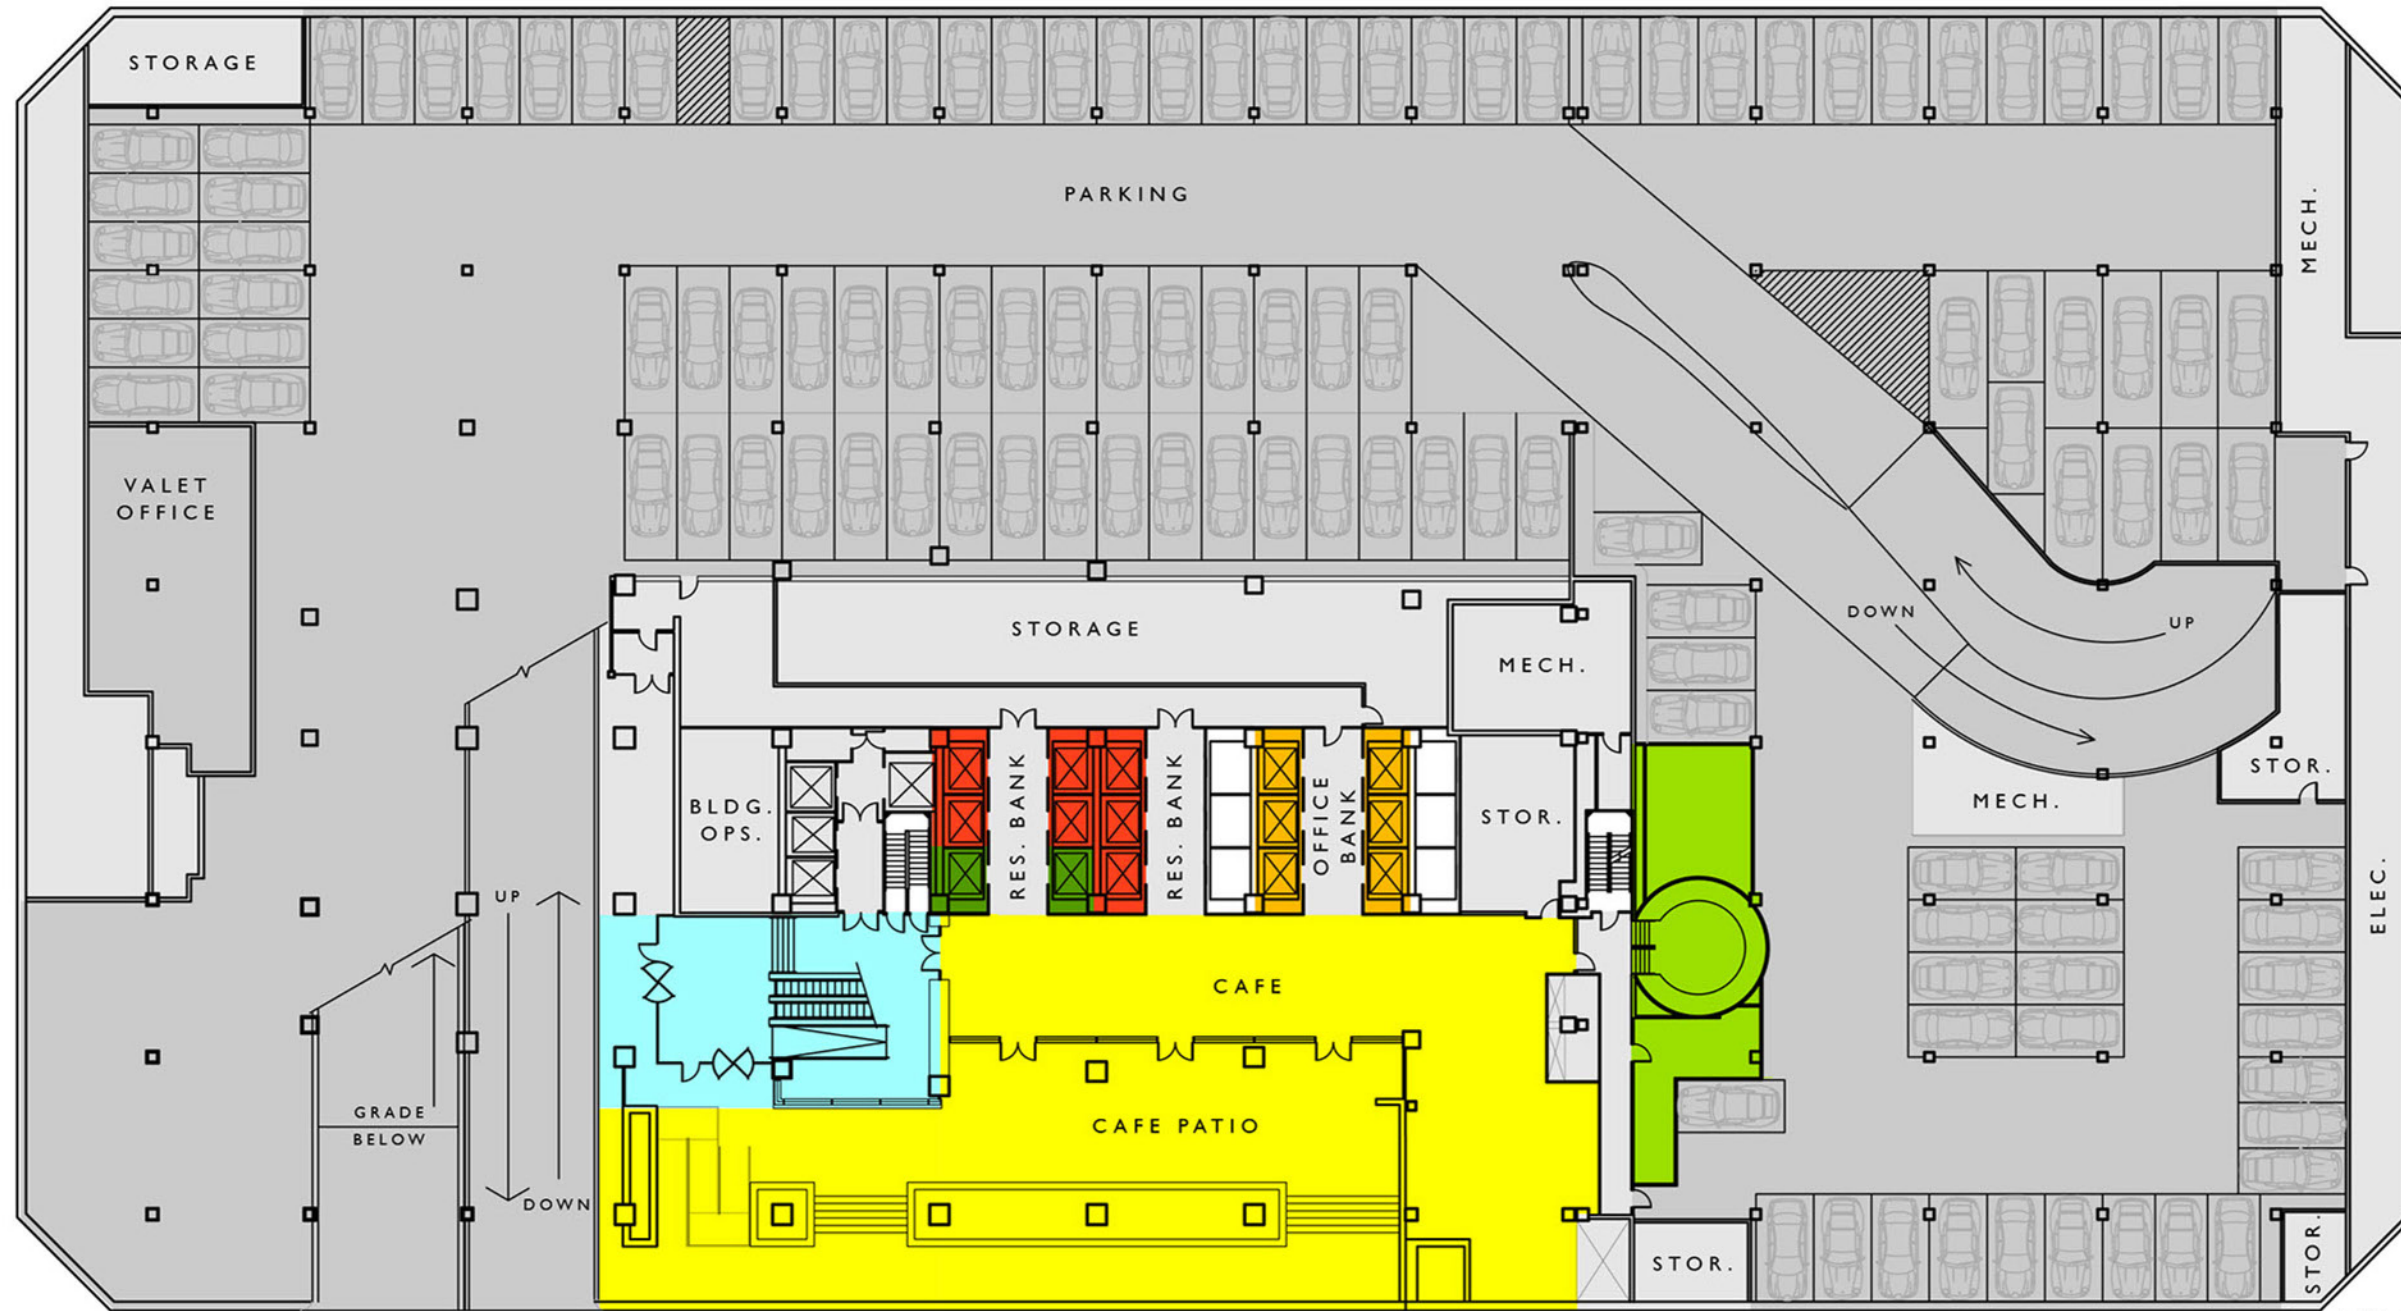 STORAGE
PARKING
MECH.
VALET
OFFICE
STORAGE
MECH.
DOWN
UP
BLDG.
OPS.
RES. BANK
RES. BANK
OFFICE
BANK
STOR.
MECH.
STOR.
UP
DOWN
ELEC.
CAFE
GRADE
BELOW
CAFE PATIO
STOR.
STOR.